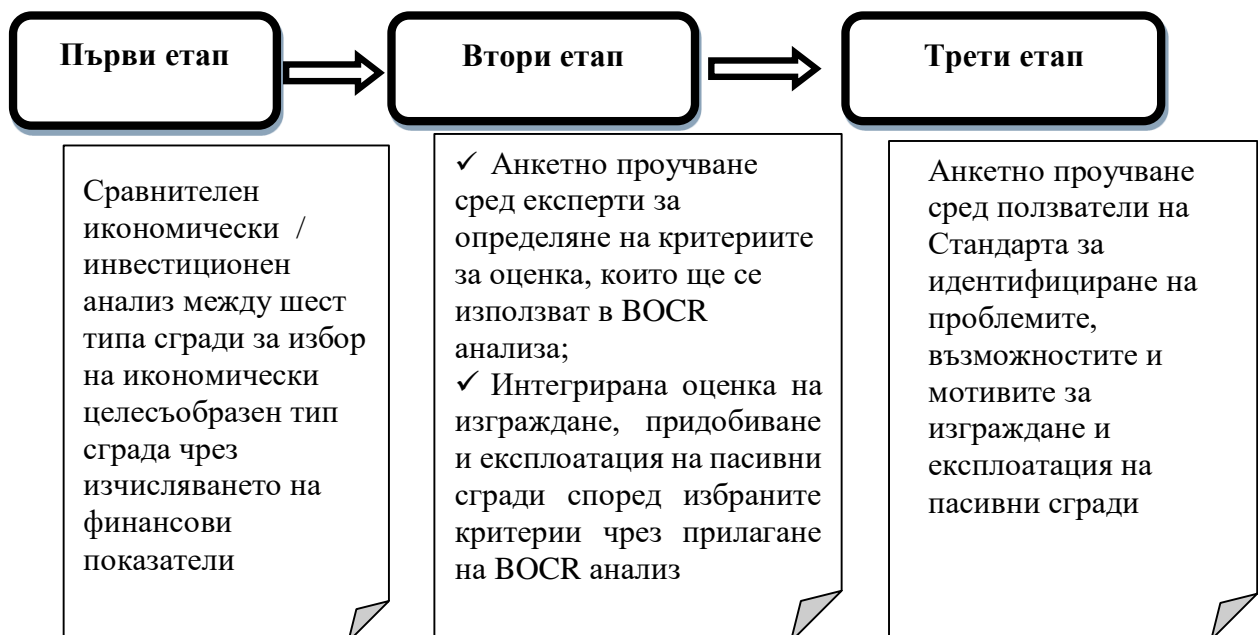 Първи етап
Втори етап
Трети етап
Сравнителен
икономически /
инвестиционен
анализ между шест
типа сгради за избор
на икономически
целесъобразен тип
сграда чрез
изчисляването на
финансови
показатели
✓ Анкетно проучване
сред експерти за
определяне на критериите
за оценка, които ще се
използват в BOCR
анализа;
✓ Интегрирана оценка на
изграждане, придобиване
и експлоатация на пасивни
сгради според избраните
критерии чрез прилагане
на BOCR анализ
Анкетно проучване
сред ползватели на
Стандарта за
идентифициране на
проблемите,
възможностите и
мотивите за
изграждане и
експлоатация на
пасивни сгради